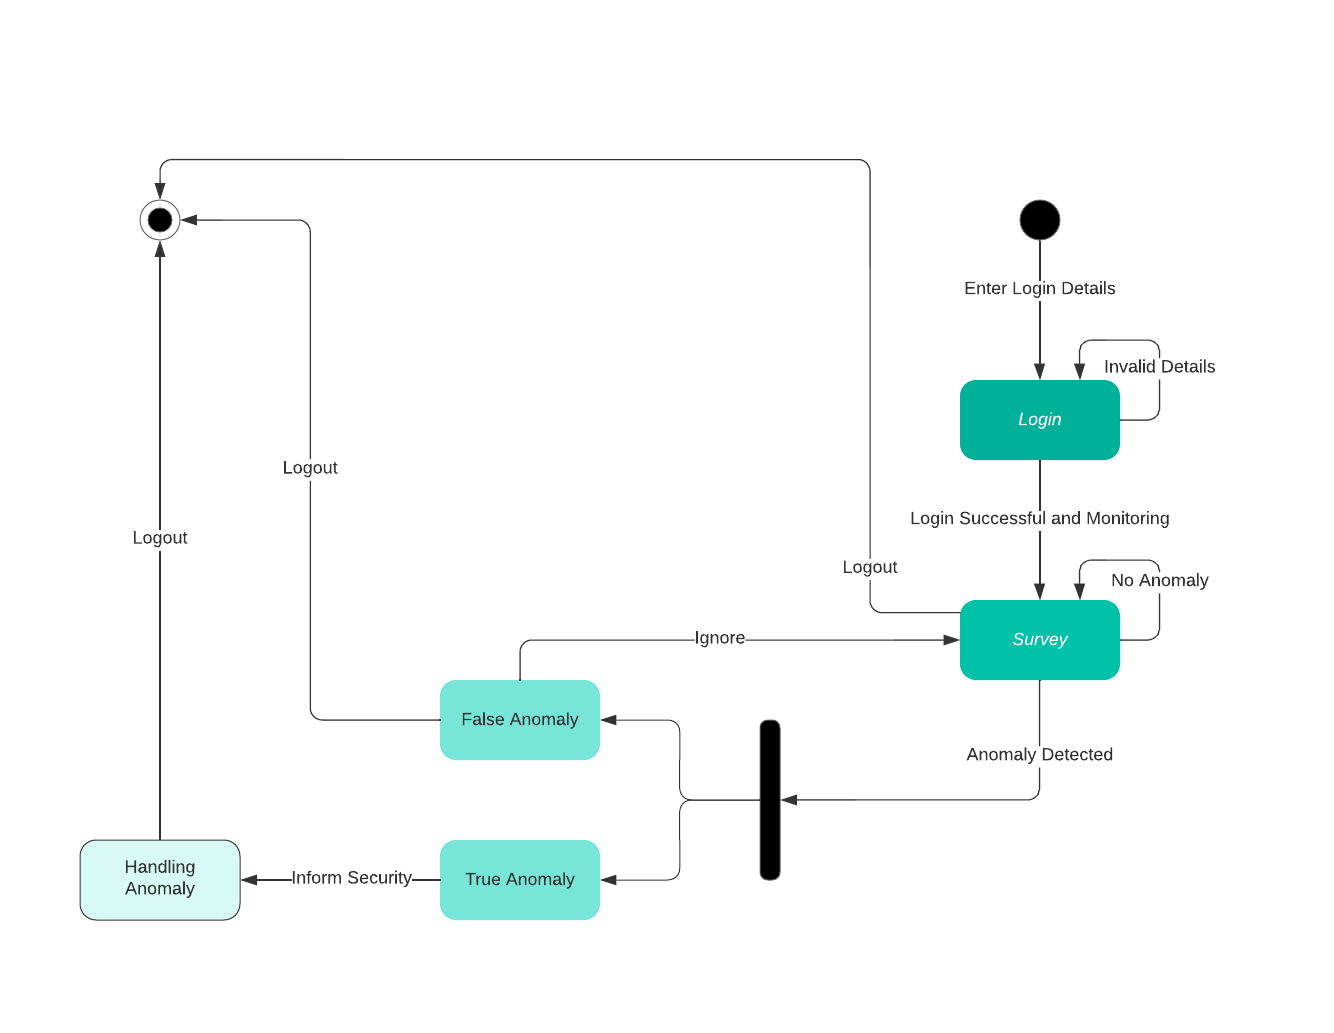 Enter Login Details
Invalid Details
Login
Logout
Login Successful and Monitoring
Logout
Logout
No Anomaly
Ignore
Survey
False Anomaly
Anomaly Detected
Handling
Anomaly
Inform Security
True Anomaly